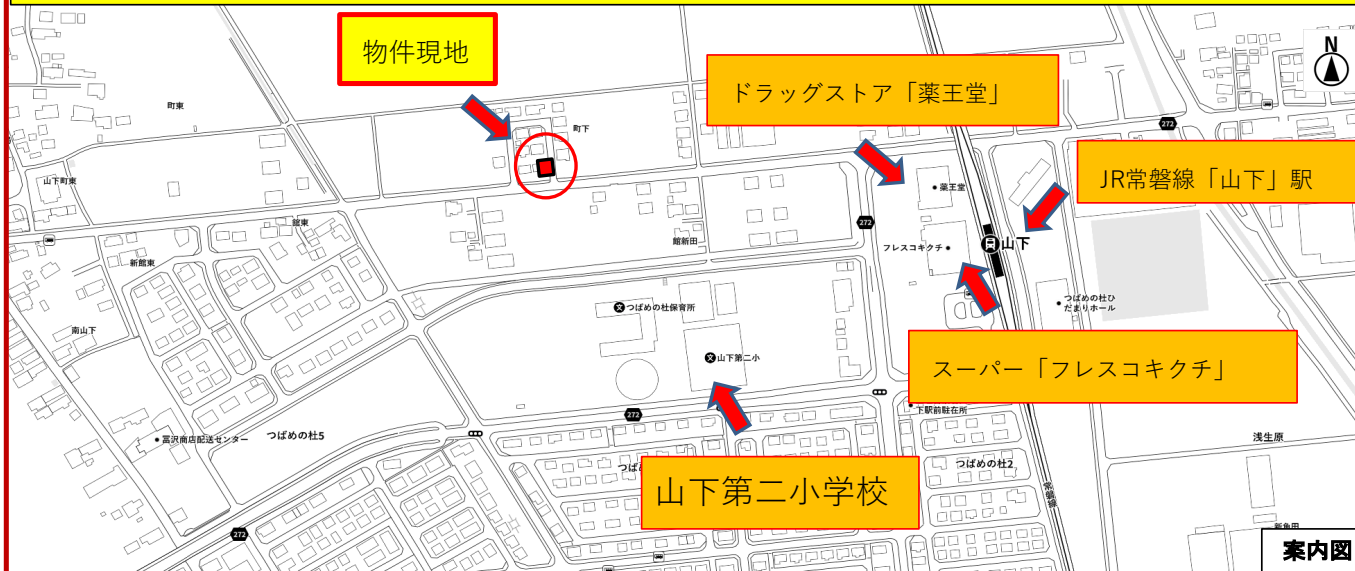 物件現地
N
ドラッグストア「薬王堂」
町東
町下
272
JR常磐線「山下」駅
山下町東
薬王堂
272
館東
館新田
フレスコキクチ
山下
新館東
つばめの杜保育所
つばめの杜ひ
だまりホール
南山下
山下第二小
スーパー「フレスコキクチ」
272
下駅前駐在所
冨沢商店配送センター
つばめの杜5
浅生原
つば
つばめの杜2
山下第二小学校
常磐線
272
案内図